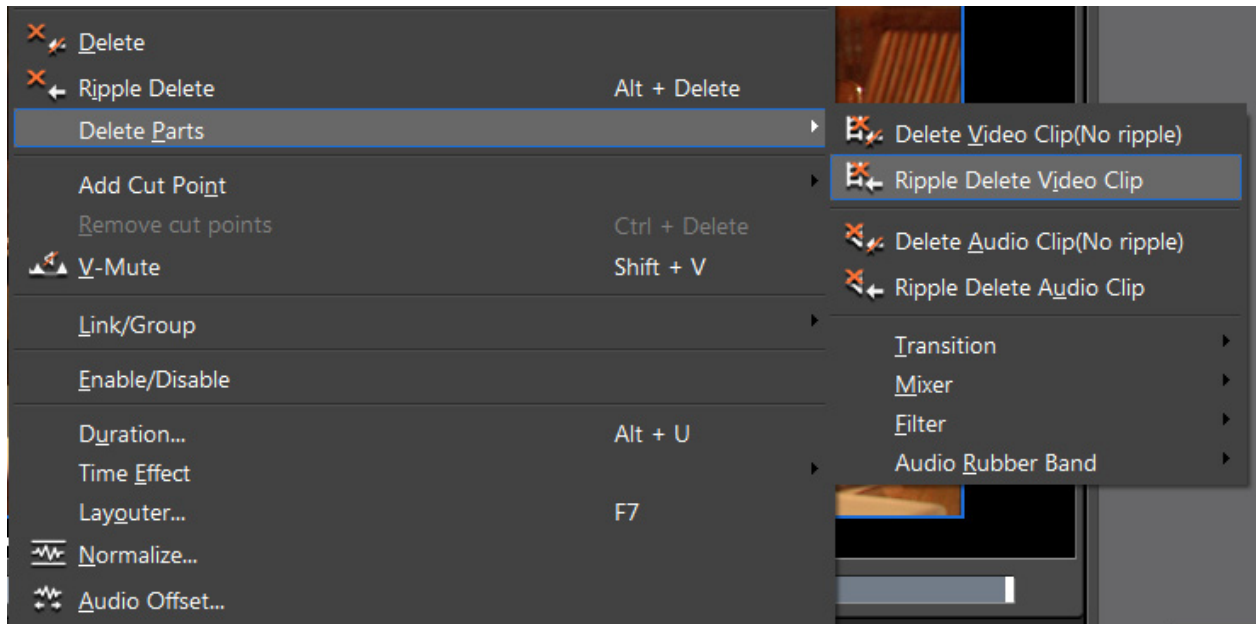 Delete
Ripple Delete Alt + Delete
Delete Parts
Add Cut Point
Remove cut points Ctrl + Delete
V-Mute Shift + V
Link/Group
Enable/Disable
Duration... Alt + U
Time Effect
Layouter... F7
Normalize...
Audio Offset...
Delete Video Clip(No ripple)
Ripple Delete Video Clip
Delete Audio Clip(No ripple)
Ripple Delete Audio Clip
Transition
Mixer
Filter
Audio Rubber Band